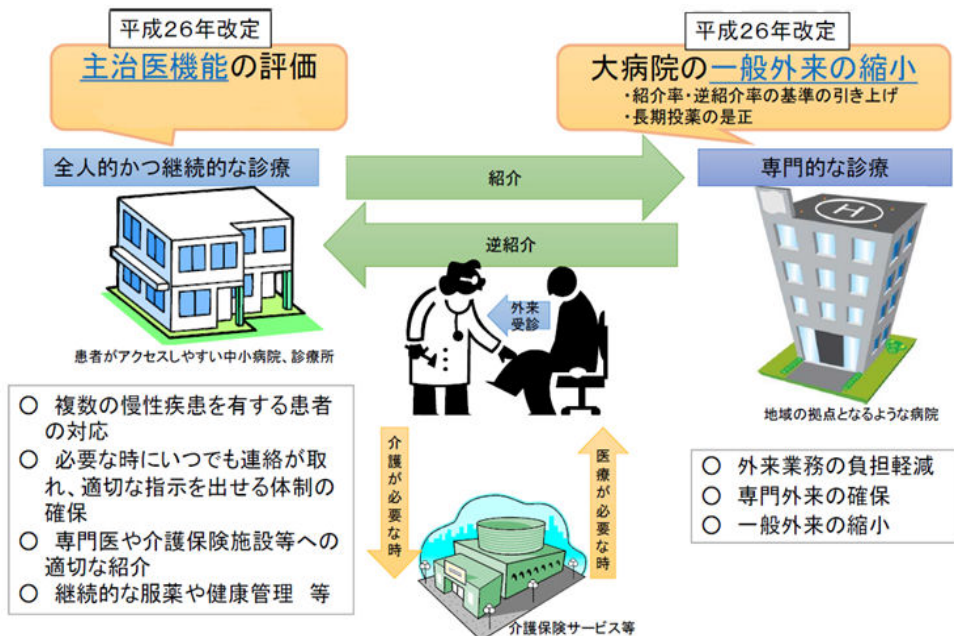 平成26年改定
主治医機能の評価
平成26年改定
大病院の一般外来の縮小
・紹介率・逆紹介率の基準の引き上げ
・長期投薬の是正
全人的かつ継続的な診療
紹介
専門的な診療
逆紹介
外来
受診
H
患者がアクセスしやすい中小病院、診療所
地域の拠点となるような病院
○ 複数の慢性疾患を有する患者
の対応
○ 必要な時にいつでも連絡が取
れ、適切な指示を出せる体制の
確保
○ 専門医や介護保険施設等への
適切な紹介
○ 継続的な服薬や健康管理 等
介護が必要な時
医療が必要な時
○ 外来業務の負担軽減
○ 専門外来の確保
○ 一般外来の縮小
介護保険サービス等